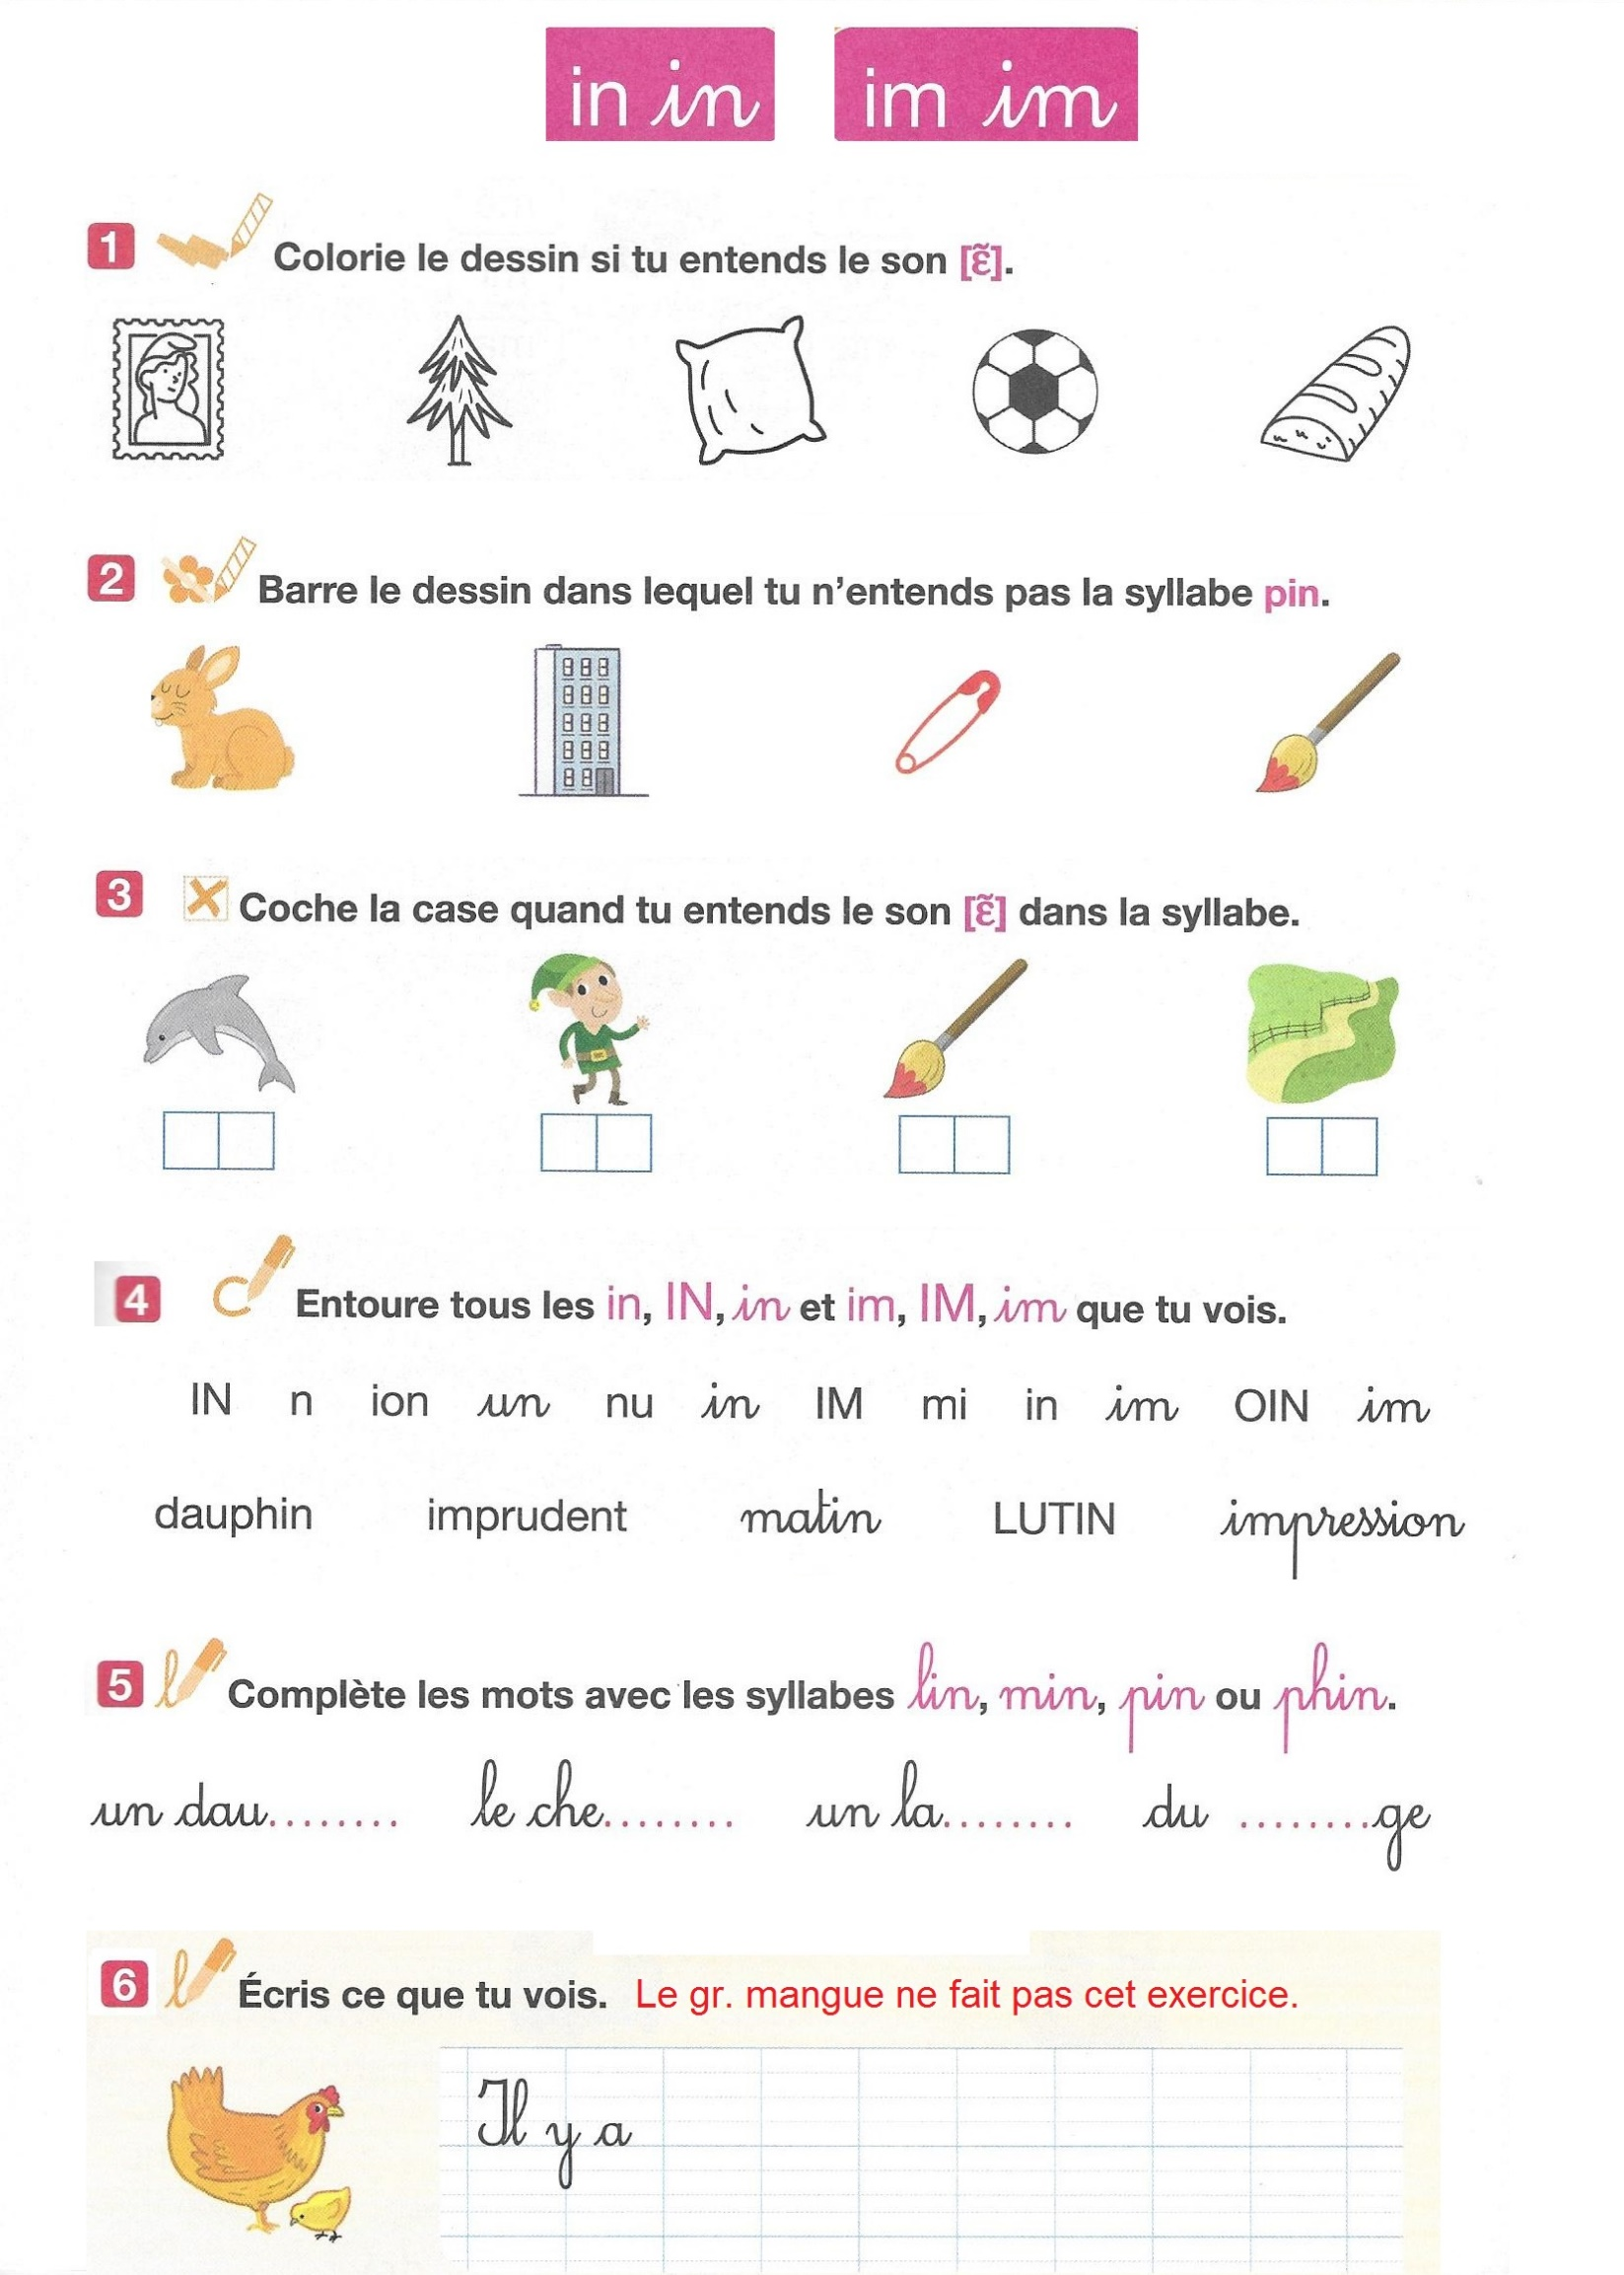 in in im im
1 Colorie le dessin si tu entends le son [ɛ̃].
2 Barre le dessin dans lequel tu n’entends pas la syllabe pin.
3 Coche la case quand tu entends le son [ɛ̃] dans la syllabe.
4 Entoure tous les in, IN, in et im, IM, im que tu vois.
IN n ion un nu in IM mi in im OIN im
dauphin imprudent matin LUTIN impression
5 Complète les mots avec les syllabes lin, min, pin ou phin.
un dau........ le che........ un la........ du ........ge
6 Écris ce que tu vois. Le gr. mangue ne fait pas cet exercice.
Il y a